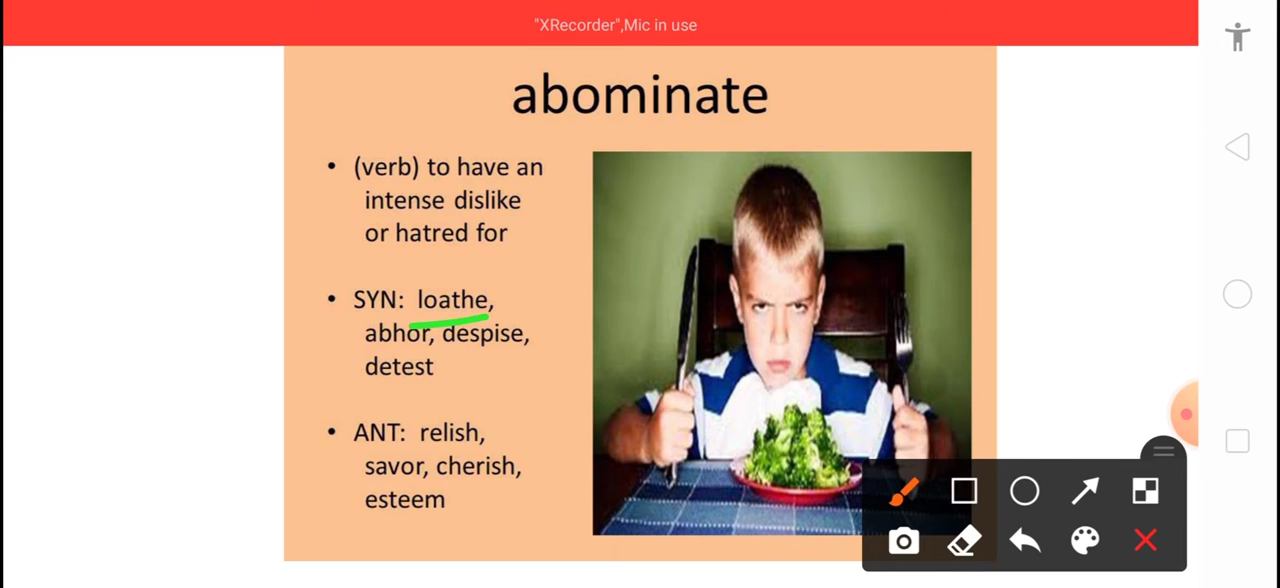 "XRecorder",Mic in use
abominate
• (verb) to have an
intense dislike
or hatred for
• SYN: loathe,
abhor, despise,
detest
• ANT: relish,
savor, cherish,
esteem